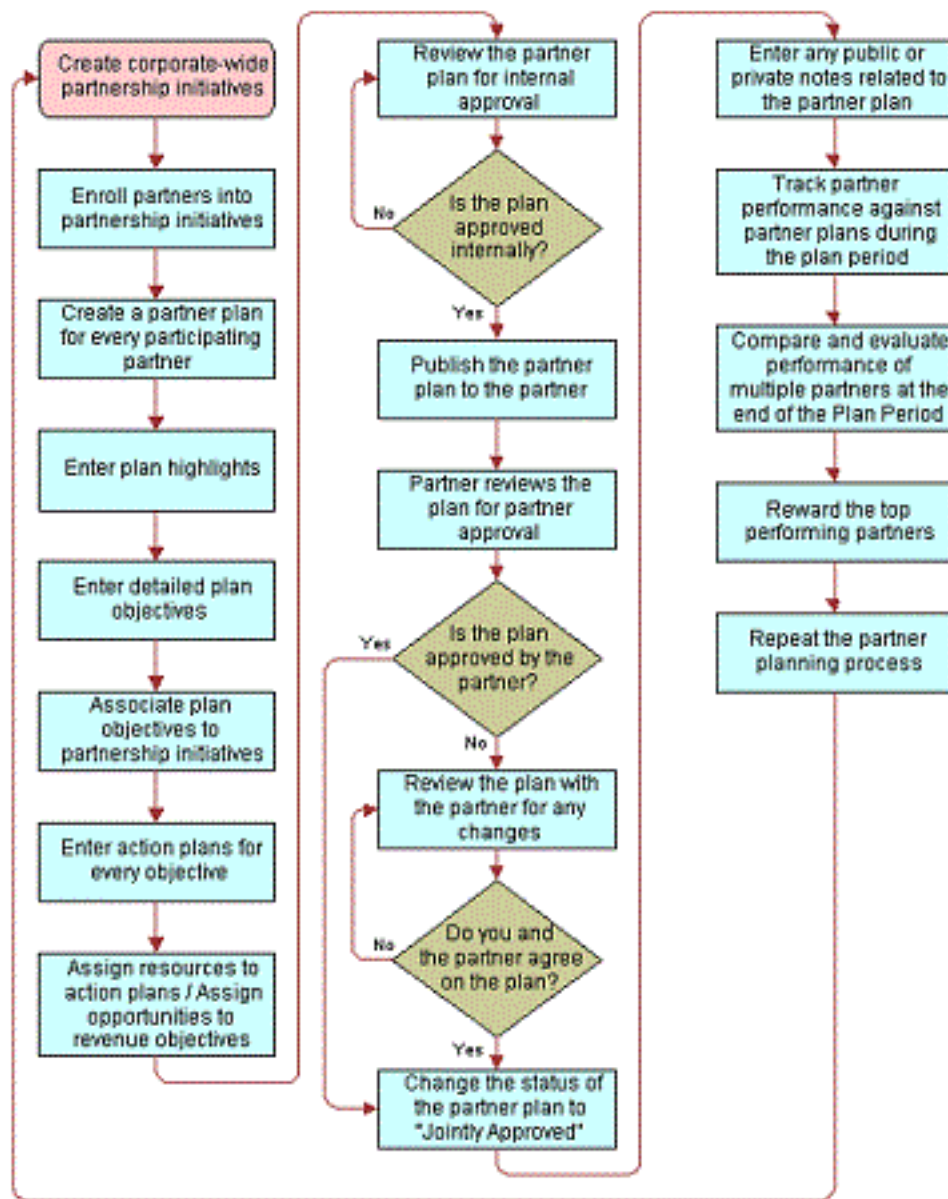 Create corporate-wide
partnership initiatives
Enroll partners into
partnership initiatives
Create a partner plan
for every participating
partner
Enter plan highlights
Enter detailed plan
objectives
Associate plan
objectives to
partnership initiatives
Enter action plans for
every objective
Assign resources to
action plans / Assign
opportunities to
revenue objectives
Review the partner
plan for internal
approval
Is the plan
approved
internally?
No
Yes
Publish the partner
plan to the partner
Partner reviews the
plan for partner
approval
Is the plan
approved by the
partner?
Yes
No
Review the plan with
the partner for any
changes
Do you and
the partner agree
on the plan?
No
Yes
Change the status of
the partner plan to
"Jointly Approved"
Enter any public or
private notes related to
the partner plan
Track partner
performance against
partner plans during
the plan period
Compare and evaluate
performance of
multiple partners at the
end of the Plan Period
Reward the top
performing partners
Repeat the partner
planning process